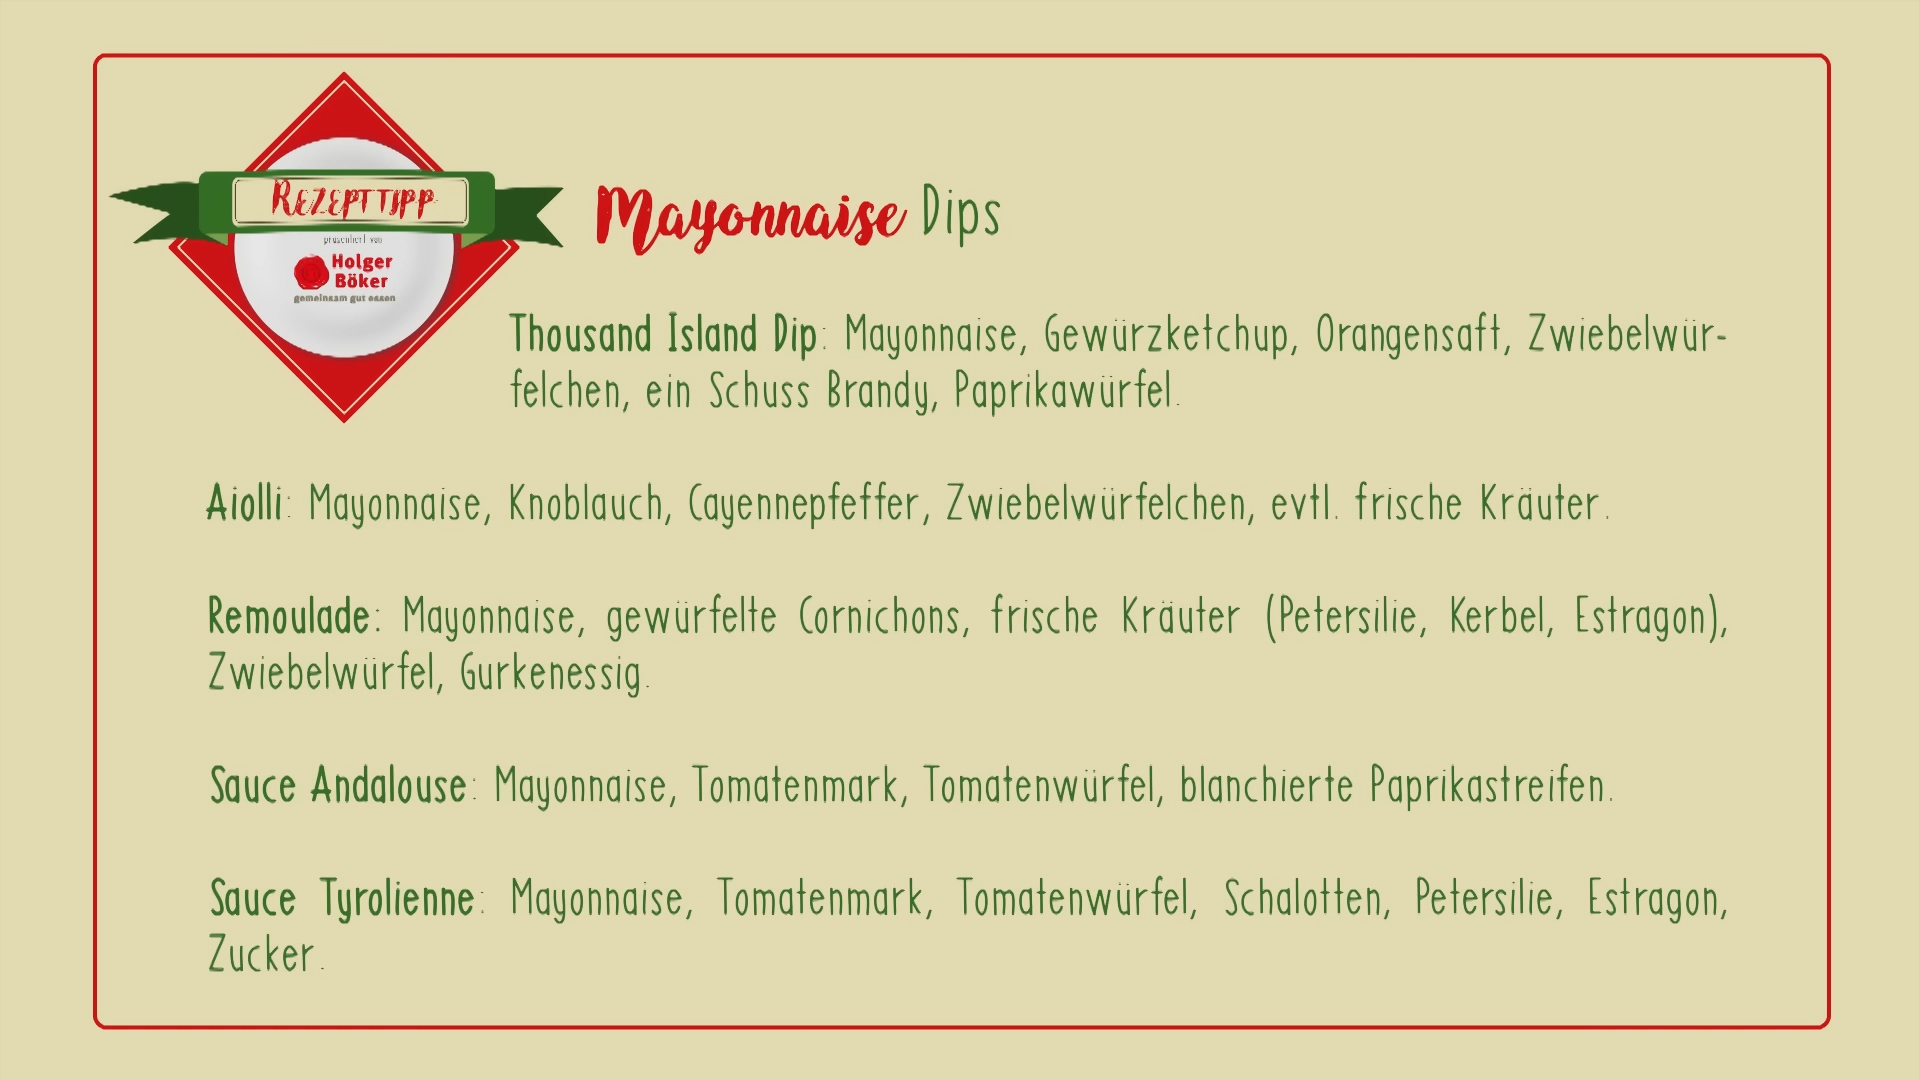 Rezepttipp
präsentiert von
Holger
Böker
gemeinsam gut essen
Mayonnaise Dips
Thousand Island Dip: Mayonnaise, Gewürzketchup, Orangensaft, Zwiebelwür-
felchen, ein Schuss Brandy, Paprikawürfel.
Aiolli: Mayonnaise, Knoblauch, Cayennepfeffer, Zwiebelwürfelchen, evtl. frische Kräuter.
Remoulade: Mayonnaise, gewürfelte Cornichons, frische Kräuter (Petersilie, Kerbel, Estragon),
Zwiebelwürfel, Gurkenessig.
Sauce Andalouse: Mayonnaise, Tomatenmark, Tomatenwürfel, blanchierte Paprikastreifen.
Sauce Tyrolienne: Mayonnaise, Tomatenmark, Tomatenwürfel, Schalotten, Petersilie, Estragon,
Zucker.